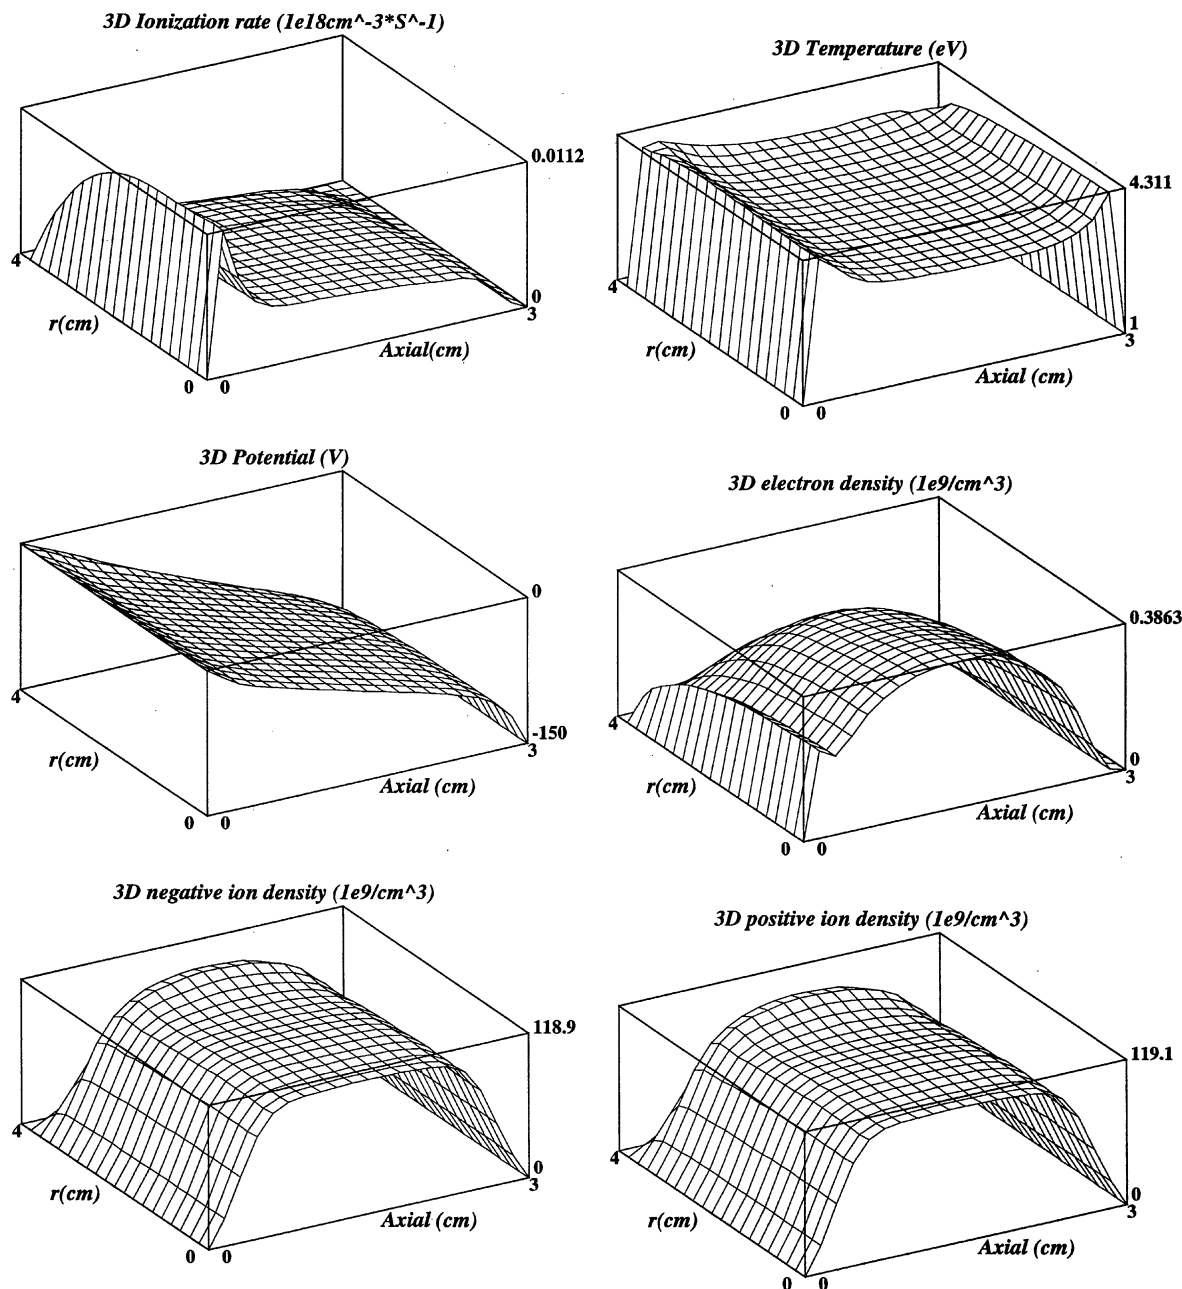 3D Ionization rate (1e18cm^-3*S^-1)
0.0112
4
0
3
r(cm)
Axial(cm)
0 0
3D Temperature (eV)
4.311
4
1
3
r(cm)
Axial (cm)
0 0
3D Potential (V)
0
4
-150
3
r(cm)
Axial (cm)
0 0
3D electron density (1e9/cm^3)
0.3863
4
0
3
r(cm)
Axial (cm)
0 0
3D negative ion density (1e9/cm^3)
118.9
4
0
3
r(cm)
Axial (cm)
0 0
3D positive ion density (1e9/cm^3)
119.1
4
0
3
r(cm)
Axial (cm)
0 0